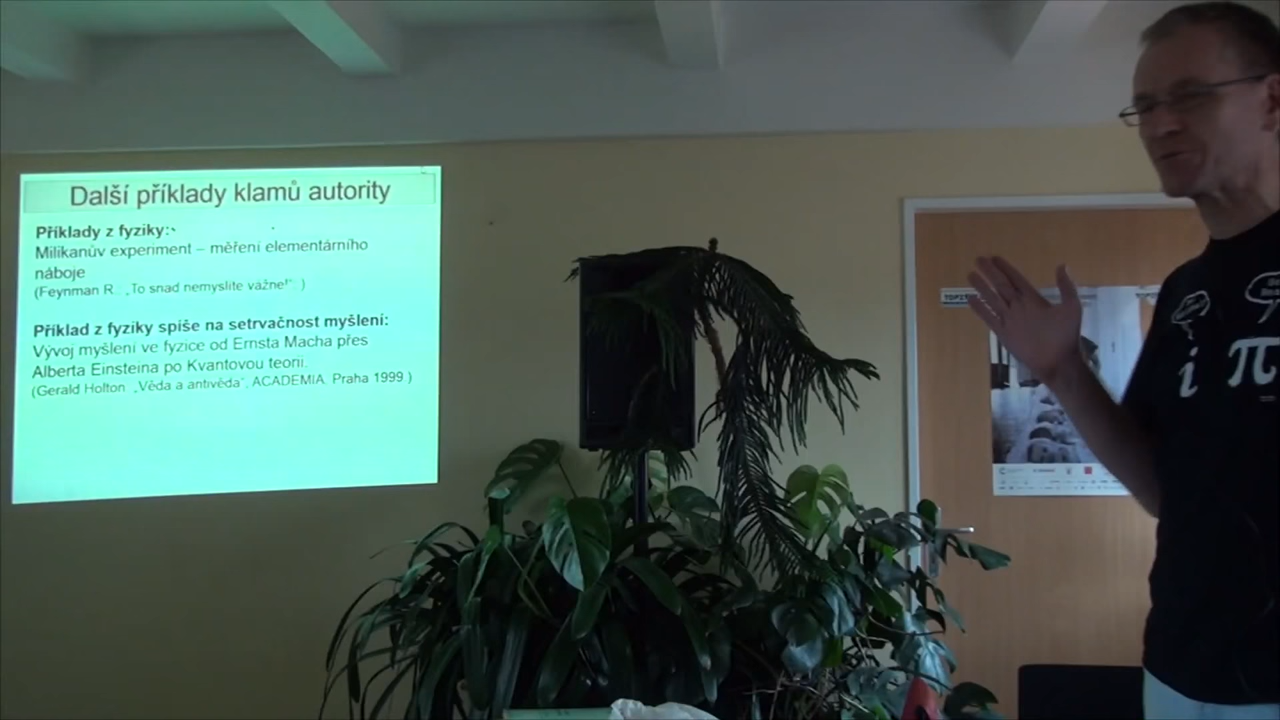 Další příklady klamů autority
Příklady z fyziky:
Milikanův experiment – měření elementárního
náboje
(Feynman R. „To snad nemyslíte vážně!“ )
Příklad z fyziky spíše na setrvačnost myšlení:
Vývoj myšlení ve fyzice od Ernsta Macha přes
Alberta Einsteina po Kvantovou teorii.
(Gerald Holton „Věda a antivěda“, ACADEMIA Praha 1999 )
i π